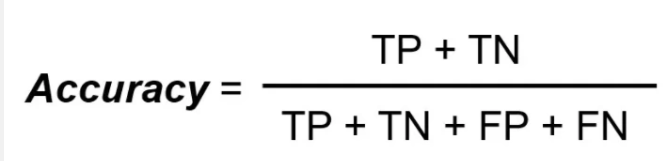 TP + TN
Accuracy =
TP + TN + FP + FN